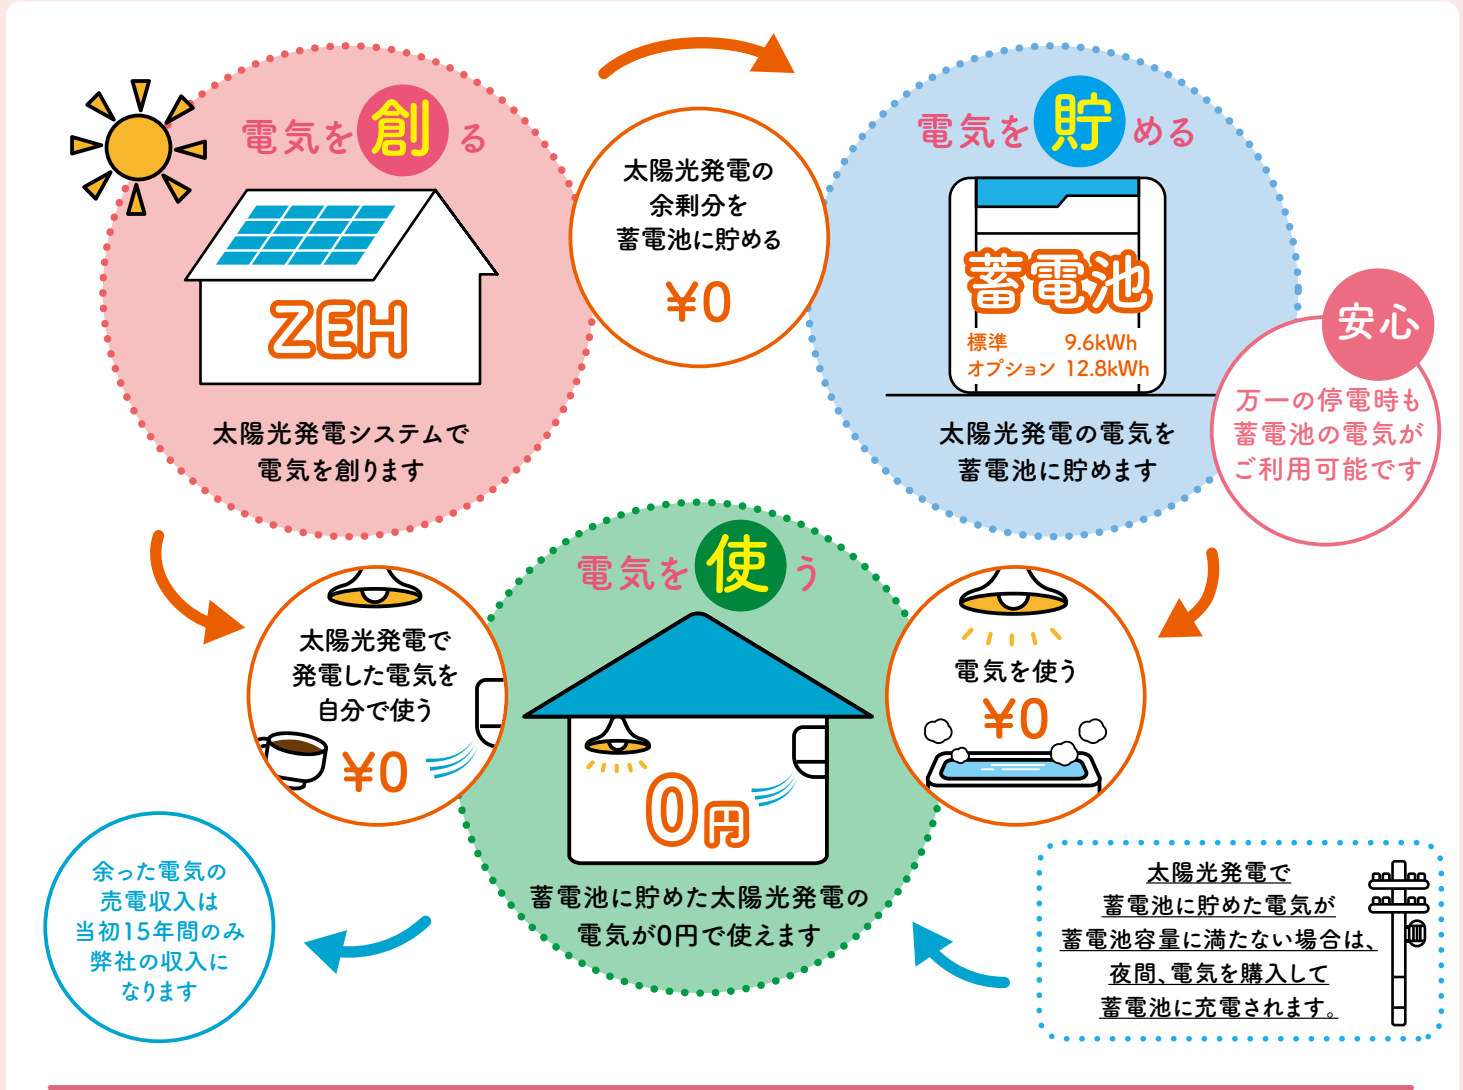 電気を創る
ZEH
太陽光発電システムで
電気を創ります
太陽光発電の
余剰分を
蓄電池に貯める
¥0
電気を貯める
蓄電池
標準 9.6kWh
オプション 12.8kWh
太陽光発電の電気を
蓄電池に貯めます
安心
万一の停電時も
蓄電池の電気が
ご利用可能です
太陽光発電で
発電した電気を
自分で使う
¥0
電気を使う
0円
蓄電池に貯めた太陽光発電の
電気が0円で使えます
電気を使う
¥0
余った電気の
売電収入は
当初15年間のみ
弊社の収入に
なります
太陽光発電で
蓄電池に貯めた電気が
蓄電池容量に満たない場合は、
夜間、電気を購入して
蓄電池に充電されます。